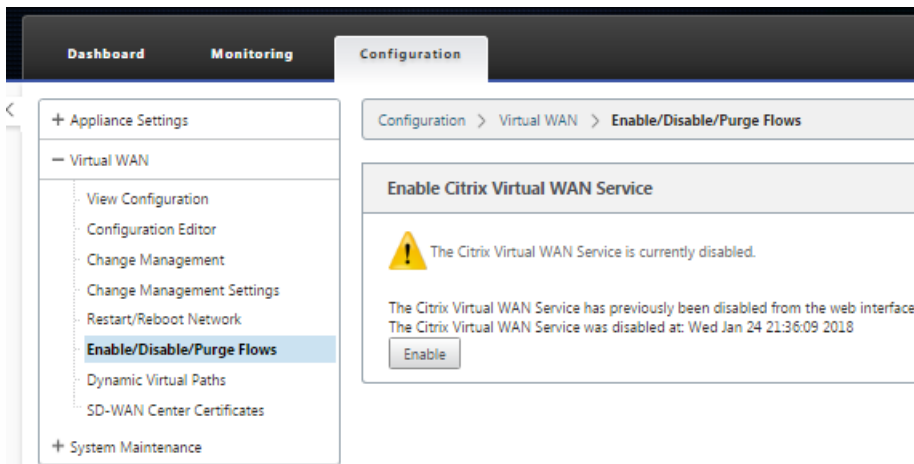 Dashboard Monitoring Configuration
+ Appliance Settings
− Virtual WAN
View Configuration
Configuration Editor
Change Management
Change Management Settings
Restart/Reboot Network
Enable/Disable/Purge Flows
Dynamic Virtual Paths
SD-WAN Center Certificates
+ System Maintenance
Configuration > Virtual WAN > Enable/Disable/Purge Flows
Enable Citrix Virtual WAN Service
The Citrix Virtual WAN Service is currently disabled.
The Citrix Virtual WAN Service has previously been disabled from the web interface
The Citrix Virtual WAN Service was disabled at: Wed Jan 24 21:36:09 2018
Enable